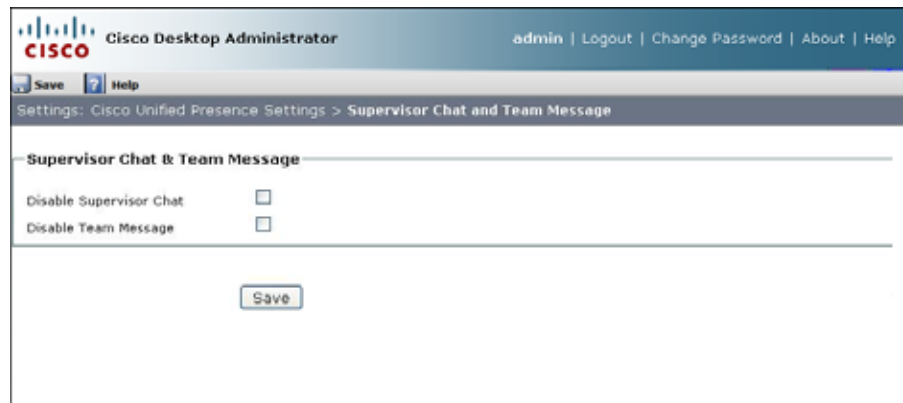 CISCO Cisco Desktop Administrator admin | Logout | Change Password | About | Help
Save ? Help
Settings: Cisco Unified Presence Settings > Supervisor Chat and Team Message
Supervisor Chat & Team Message
Disable Supervisor Chat
Disable Team Message
Save